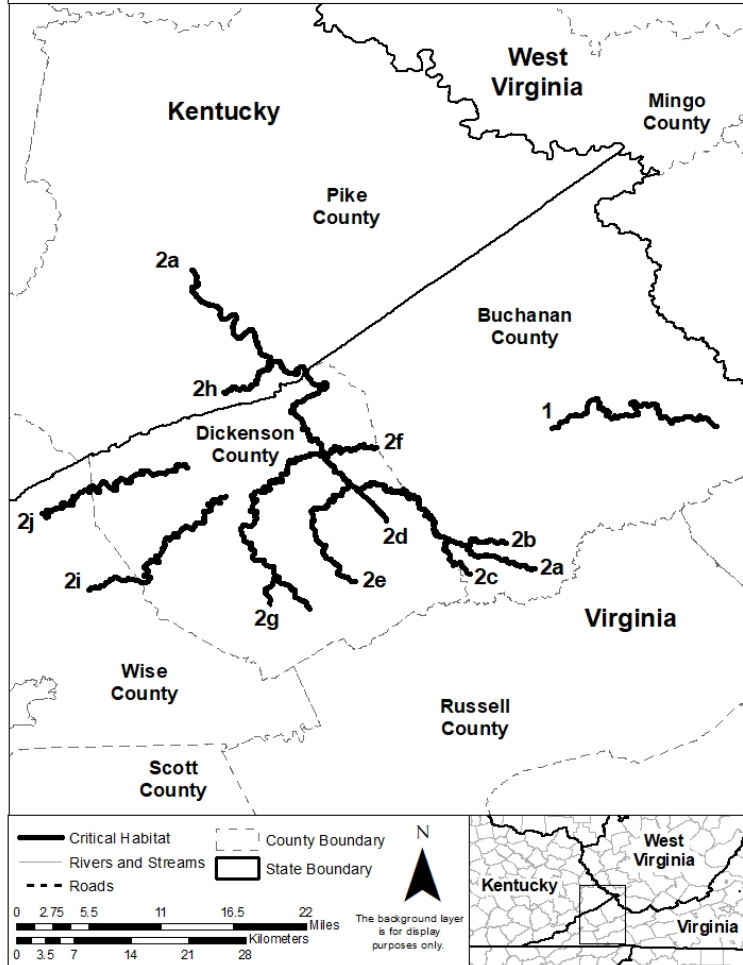 West
Virginia
Kentucky
Mingo
County
Pike
County
2a
Buchanan
County
2h
1
Dickenson
County
2f
2j
2d
2b
2i
2e
2c
2a
2g
Virginia
Wise
County
Russell
County
Scott
County
Critical Habitat
Rivers and Streams
Roads
County Boundary
State Boundary
N
The background layer
is for display
purposes only.
0 2.75 5.5 11 16.5 22
Miles
Kilometers
0 3.5 7 14 21 28
West
Virginia
Kentucky
Virginia